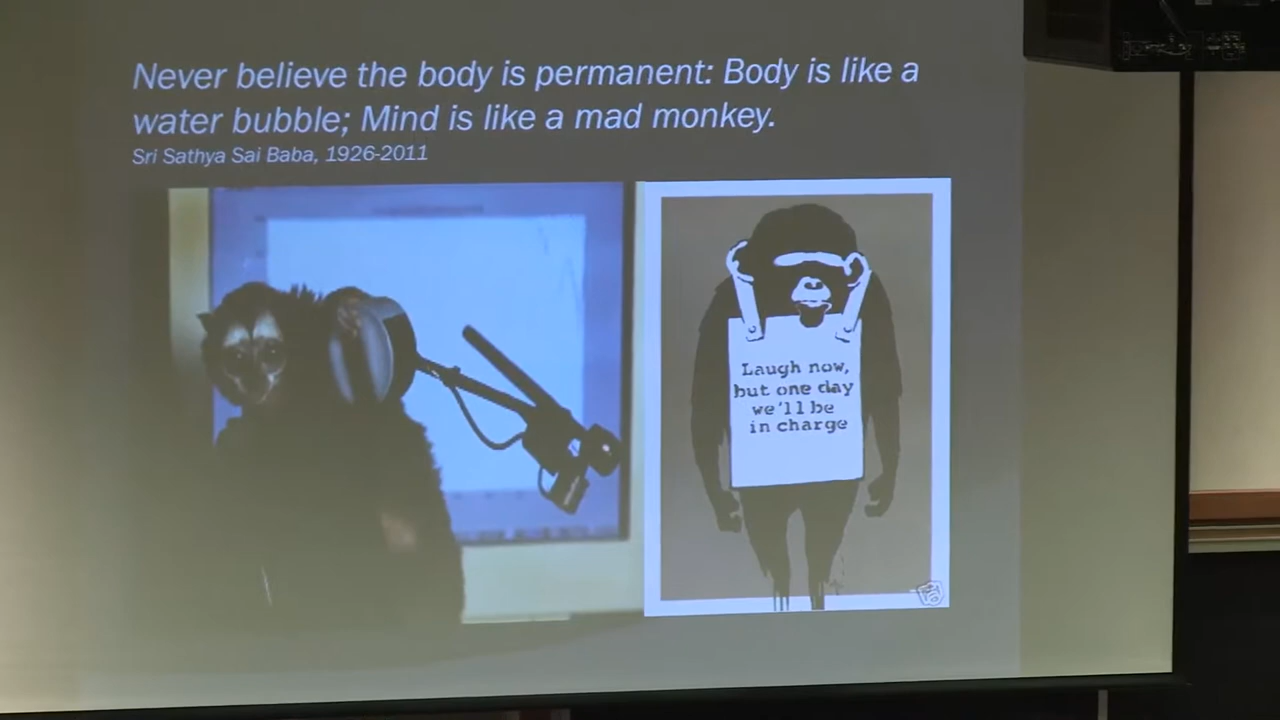 Never believe the body is permanent: Body is like a
water bubble; Mind is like a mad monkey.
Sri Sathya Sai Baba, 1926-2011
Laugh now,
but one day
we'll be
in charge